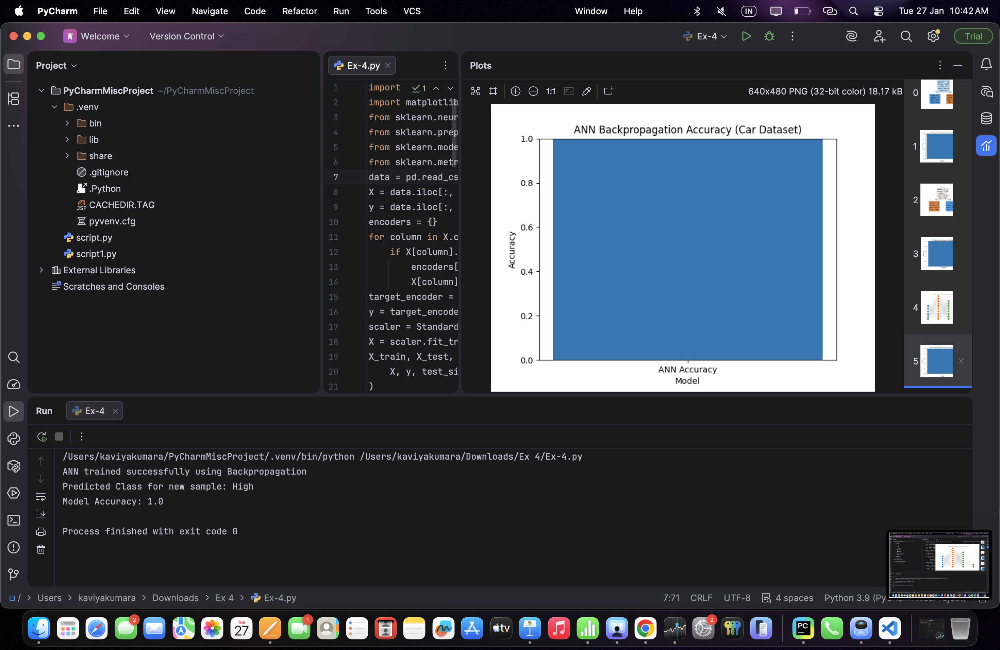 PyCharm File Edit View Navigate Code Refactor Run Tools VCS Window Help IN Tue 27 Jan 10:42 AM
W Welcome Version Control Ex-4 Trial
Project
PyCharmMiscProject ~/PyCharmMiscProject
.venv
bin
lib
share
.gitignore
.Python
JSP CACHEDIR.TAG
pyvenv.cfg
script.py
script1.py
External Libraries
Scratches and Consoles
Ex-4.py
1 import 1
2 import matplotlib
3 from sklearn.neur
4 from sklearn.prep
5 from sklearn.mode
6 from sklearn.metr
7 data = pd.read_cs
8 X = data.iloc[:,
9 y = data.iloc[:,
10 encoders = {}
11 for column in X.c
12 if X[column].
13 encoders[
14 X[column]
15 target_encoder =
16 y = target_encode
17 scaler = Standard
18 X = scaler.fit_tr
19 X_train, X_test,
20 X, y, test_si
21 )
Plots
1:1 640x480 PNG (32-bit color) 18.17 kB
ANN Backpropagation Accuracy (Car Dataset)
1.0
0.8
0.6
0.4
0.2
0.0
Accuracy
ANN Accuracy
Model
0
1
2
3
4
5
Run Ex-4
/Users/kaviyakumara/PyCharmMiscProject/.venv/bin/python /Users/kaviyakumara/Downloads/Ex 4/Ex-4.py
ANN trained successfully using Backpropagation
Predicted Class for new sample: High
Model Accuracy: 1.0
Process finished with exit code 0
/ > Users > kaviyakumara > Downloads > Ex 4 > Ex-4.py 7:71 CRLF UTF-8 4 spaces Python 3.9
2 Tue 27 1 tv 2 PC